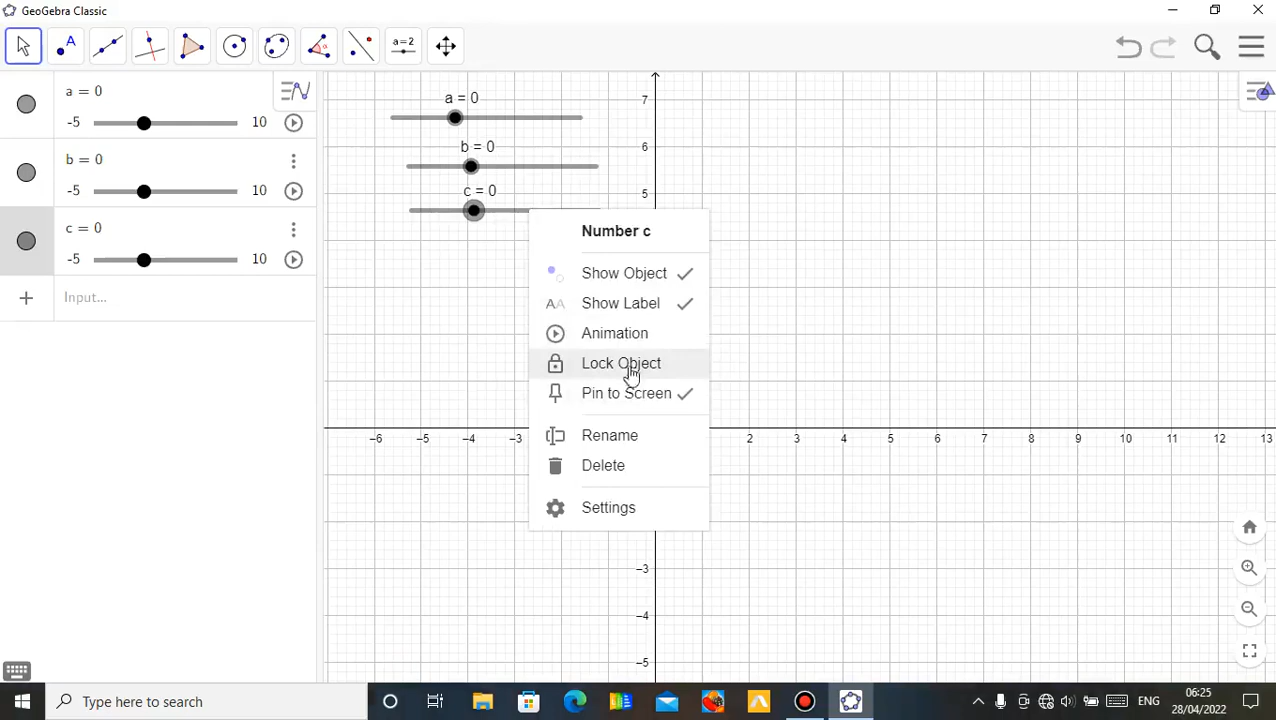 GeoGebra Classic
a=2
a = 0
-5 10
b = 0
-5 10
c = 0
-5 10
Input...
a = 0
b = 0
c = 0
7
6
5
-6 -5 -4 -3 2 3 4 5 6 7 8 9 10 11 12 13
-3
-4
-5
Number c
Show Object
AA Show Label
Animation
Lock Object
Pin to Screen
Rename
Delete
Settings
Type here to search
ENG
06:25
28/04/2022